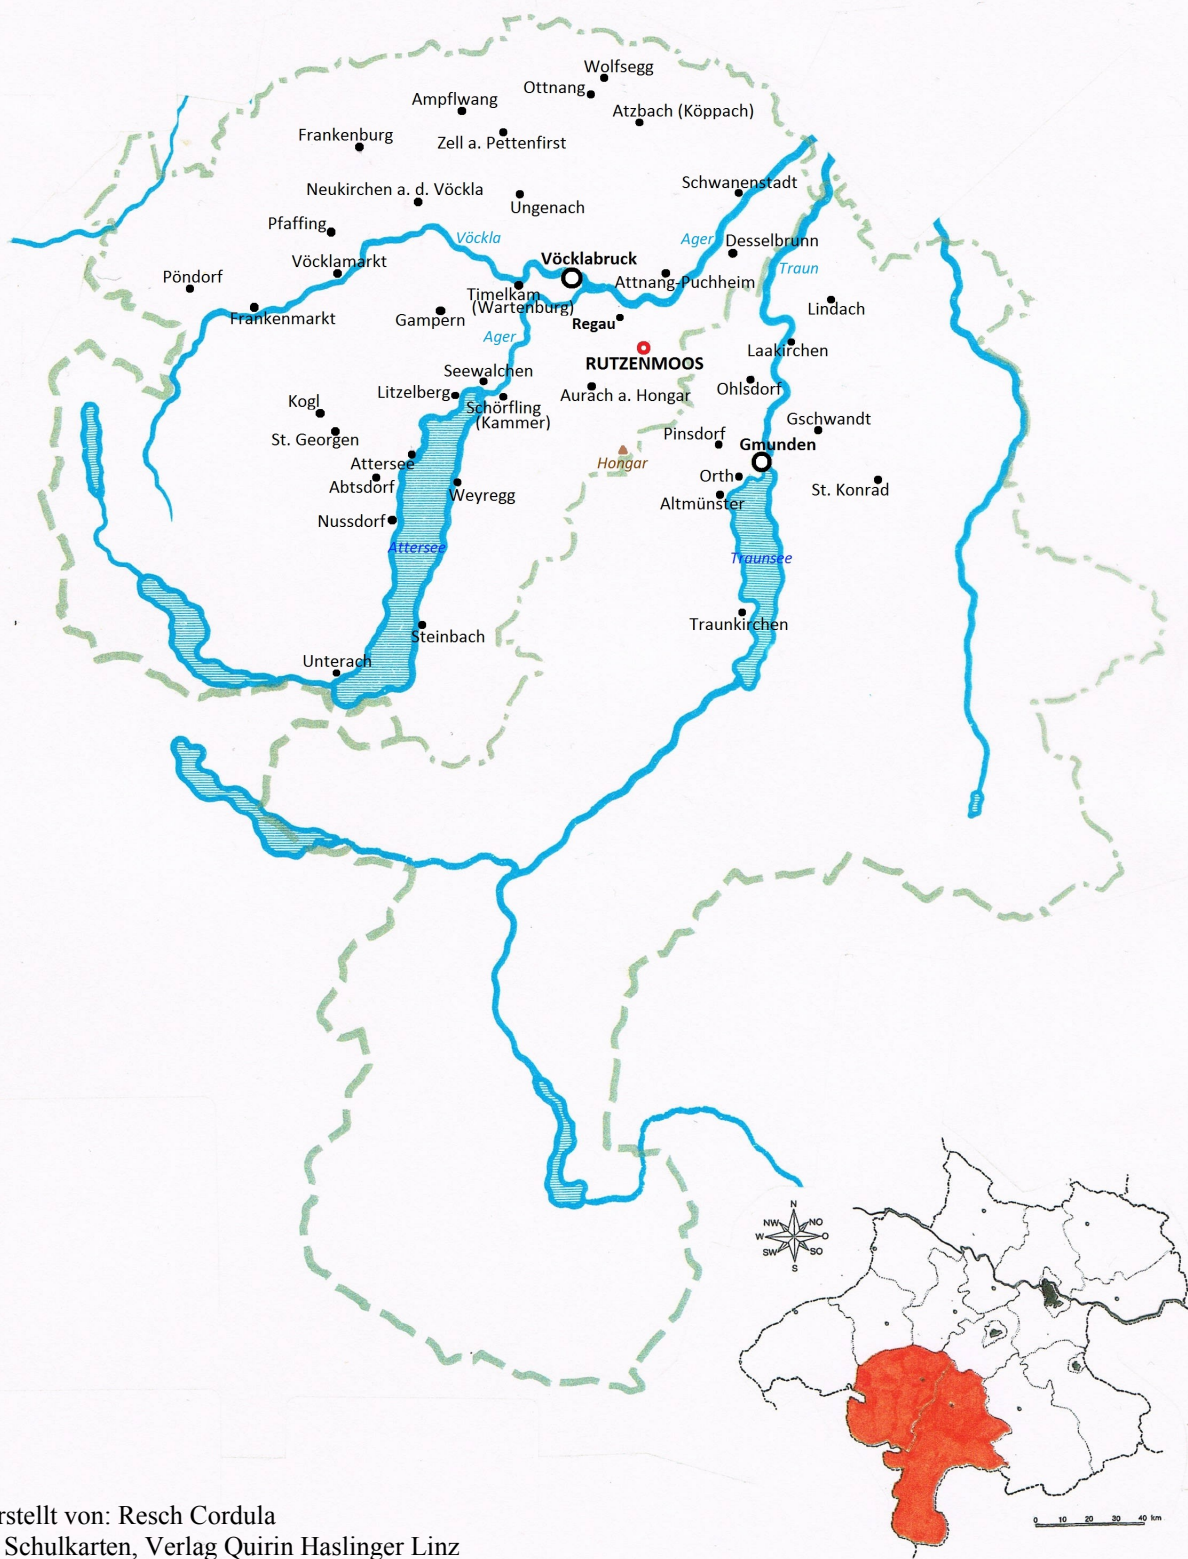 Wolfsegg
Ottnang
Ampflwang
Atzbach (Köppach)
Frankenburg
Zell a. Pettenfirst
Schwanenstadt
Neukirchen a. d. Vöckla
Ungenach
Pfaffing
Vöckla
Ager
Desselbrunn
Vöcklabruck
Vöcklamarkt
Traun
Pöndorf
Attnang-Puchheim
Timelkam
(Wartenburg)
Lindach
Frankenmarkt
Gampern
Regau
Ager
Laakirchen
RUTZENMOOS
Seewalchen
Litzelberg
Aurach a. Hongar
Ohlsdorf
Kogl
Schörfling
(Kammer)
Gschwandt
St. Georgen
Pinsdorf
Gmunden
Attersee
Hongar
Orth
Abtsdorf
Weyregg
St. Konrad
Altmünster
Nussdorf
Attersee
Traunsee
Traunkirchen
Steinbach
Unterach
N
NW
NO
W
O
SW
SO
S
0 10 20 30 40 km
rstellt von: Resch Cordula
Schulkarten, Verlag Quirin Haslinger Linz